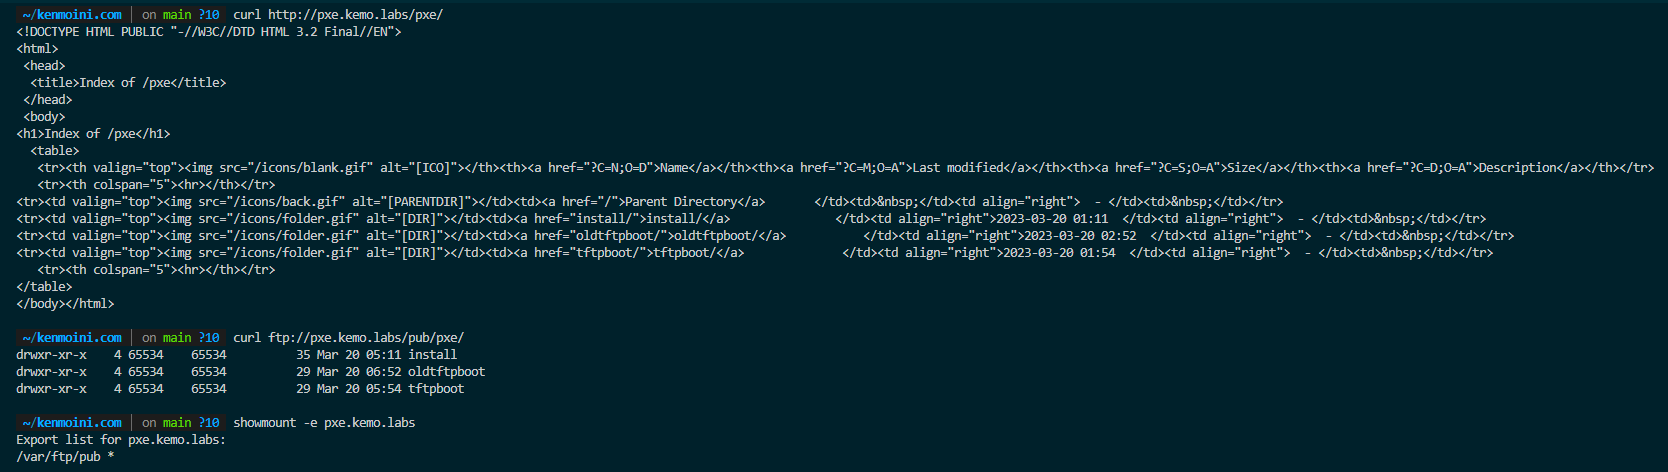 ~/kenmoini.com | on main ?10 curl http://pxe.kemo.labs/pxe/
<!DOCTYPE HTML PUBLIC "-//W3C//DTD HTML 3.2 Final//EN">
<html>
 <head>
  <title>Index of /pxe</title>
 </head>
 <body>
<h1>Index of /pxe</h1>
  <table>
   <tr><th valign="top"><img src="/icons/blank.gif" alt="[ICO]"></th><th><a href="?C=N;O=D">Name</a></th><th><a href="?C=M;O=A">Last modified</a></th><th><a href="?C=S;O=A">Size</a></th><th><a href="?C=D;O=A">Description</a></th></tr>
   <tr><th colspan="5"><hr></th></tr>
<tr><td valign="top"><img src="/icons/back.gif" alt="[PARENTDIR]"></td><td><a href="/">Parent Directory</a>       </td><td>&nbsp;</td><td align="right">  - </td><td>&nbsp;</td></tr>
<tr><td valign="top"><img src="/icons/folder.gif" alt="[DIR]"></td><td><a href="install/">install/</a>               </td><td align="right">2023-03-20 01:11  </td><td align="right">  - </td><td>&nbsp;</td></tr>
<tr><td valign="top"><img src="/icons/folder.gif" alt="[DIR]"></td><td><a href="oldtftpboot/">oldtftpboot/</a>           </td><td align="right">2023-03-20 02:52  </td><td align="right">  - </td><td>&nbsp;</td></tr>
<tr><td valign="top"><img src="/icons/folder.gif" alt="[DIR]"></td><td><a href="tftpboot/">tftpboot/</a>              </td><td align="right">2023-03-20 01:54  </td><td align="right">  - </td><td>&nbsp;</td></tr>
   <tr><th colspan="5"><hr></th></tr>
</table>
</body></html>
~/kenmoini.com | on main ?10 curl ftp://pxe.kemo.labs/pub/pxe/
drwxr-xr-x    4 65534    65534          35 Mar 20 05:11 install
drwxr-xr-x    4 65534    65534          29 Mar 20 06:52 oldtftpboot
drwxr-xr-x    4 65534    65534          29 Mar 20 05:54 tftpboot
~/kenmoini.com | on main ?10 showmount -e pxe.kemo.labs
Export list for pxe.kemo.labs:
/var/ftp/pub *